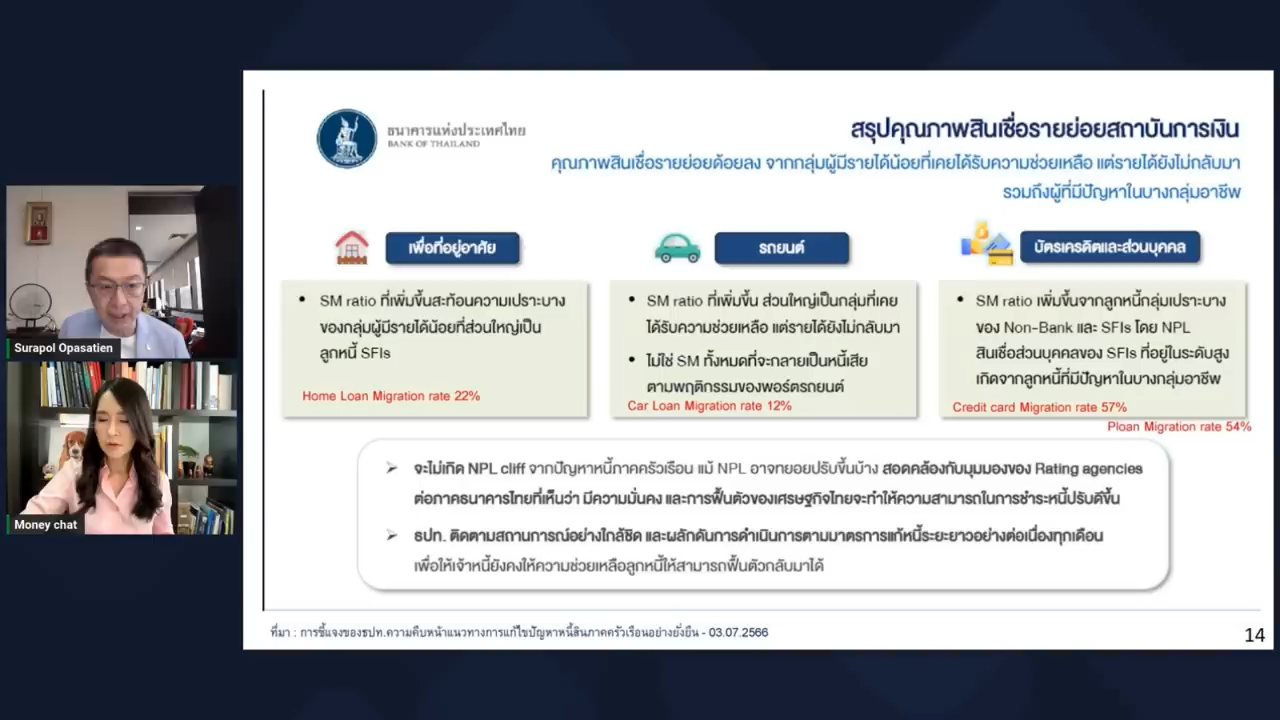 ธนาคารแห่งประเทศไทย
BANK OF THAILAND
สรุปคุณภาพสินเชื่อรายย่อยสถาบันการเงิน
คุณภาพสินเชื่อรายย่อยด้อยลง จากกลุ่มผู้มีรายได้น้อยที่เคยได้รับความช่วยเหลือ แต่รายได้ยังไม่กลับมา
รวมถึงผู้ที่มีปัญหาในบางกลุ่มอาชีพ
เพื่อที่อยู่อาศัย
• SM ratio ที่เพิ่มขึ้นสะท้อนความเปราะบาง
ของกลุ่มผู้มีรายได้น้อยที่ส่วนใหญ่เป็น
ลูกหนี้ SFIs
Home Loan Migration rate 22%
รถยนต์
• SM ratio ที่เพิ่มขึ้น ส่วนใหญ่เป็นกลุ่มที่เคย
ได้รับความช่วยเหลือ แต่รายได้ยังไม่กลับมา
• ไม่ใช่ SM ทั้งหมดที่จะกลายเป็นหนี้เสีย
ตามพฤติกรรมของพอร์ตรถยนต์
Car Loan Migration rate 12%
บัตรเครดิตและส่วนบุคคล
• SM ratio เพิ่มขึ้นจากลูกหนี้กลุ่มเปราะบาง
ของ Non-Bank และ SFIs โดย NPL
สินเชื่อส่วนบุคคลของ SFIs ที่อยู่ในระดับสูง
เกิดจากลูกหนี้ที่มีปัญหาในบางกลุ่มอาชีพ
Credit card Migration rate 57%
Ploan Migration rate 54%
➢ จะไม่เกิด NPL cliff จากปัญหาหนี้ภาคครัวเรือน แม้ NPL อาจทยอยปรับขึ้นบ้าง สอดคล้องกับมุมมองของ Rating agencies
ต่อภาคธนาคารไทยที่เห็นว่า มีความมั่นคง และการฟื้นตัวของเศรษฐกิจไทยจะทำให้ความสามารถในการชำระหนี้ปรับดีขึ้น
➢ ธปท. ติดตามสถานการณ์อย่างใกล้ชิด และผลักดันการดำเนินการตามมาตรการแก้หนี้ระยะยาวอย่างต่อเนื่องทุกเดือน
เพื่อให้เจ้าหนี้ยังคงให้ความช่วยเหลือลูกหนี้ให้สามารถฟื้นตัวกลับมาได้
ที่มา : การชี้แจงของธปท.ความคืบหน้าแนวทางการแก้ไขปัญหาหนี้สินภาคครัวเรือนอย่างยั่งยืน - 03.07.2566
14
Surapol Opasatien
Money chat